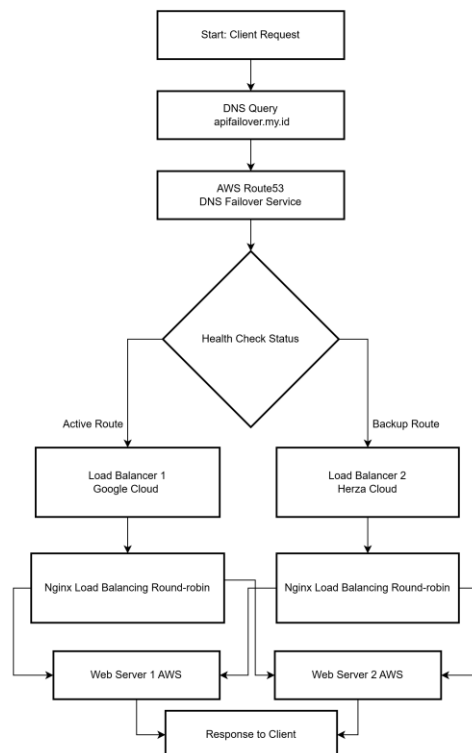 Start: Client Request
DNS Query
apifailover.my.id
AWS Route53
DNS Failover Service
Health Check Status
Active Route
Backup Route
Load Balancer 1
Google Cloud
Load Balancer 2
Herza Cloud
Nginx Load Balancing Round-robin
Nginx Load Balancing Round-robin
Web Server 1 AWS
Web Server 2 AWS
Response to Client